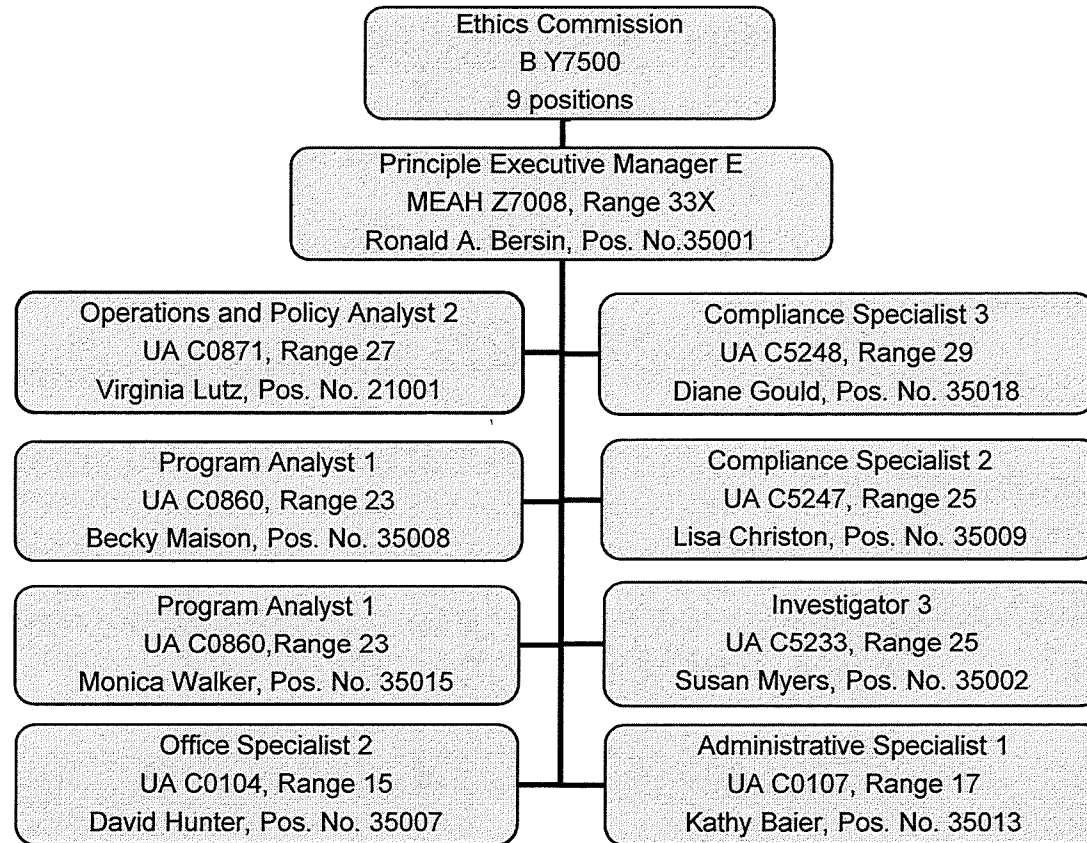 Ethics Commission
B Y7500
9 positions
Principle Executive Manager E
MEAH Z7008, Range 33X
Ronald A. Bersin, Pos. No.35001
Operations and Policy Analyst 2
UA C0871, Range 27
Virginia Lutz, Pos. No. 21001
Compliance Specialist 3
UA C5248, Range 29
Diane Gould, Pos. No. 35018
Program Analyst 1
UA C0860, Range 23
Becky Maison, Pos. No. 35008
Compliance Specialist 2
UA C5247, Range 25
Lisa Christon, Pos. No. 35009
Program Analyst 1
UA C0860,Range 23
Monica Walker, Pos. No. 35015
Investigator 3
UA C5233, Range 25
Susan Myers, Pos. No. 35002
Office Specialist 2
UA C0104, Range 15
David Hunter, Pos. No. 35007
Administrative Specialist 1
UA C0107, Range 17
Kathy Baier, Pos. No. 35013